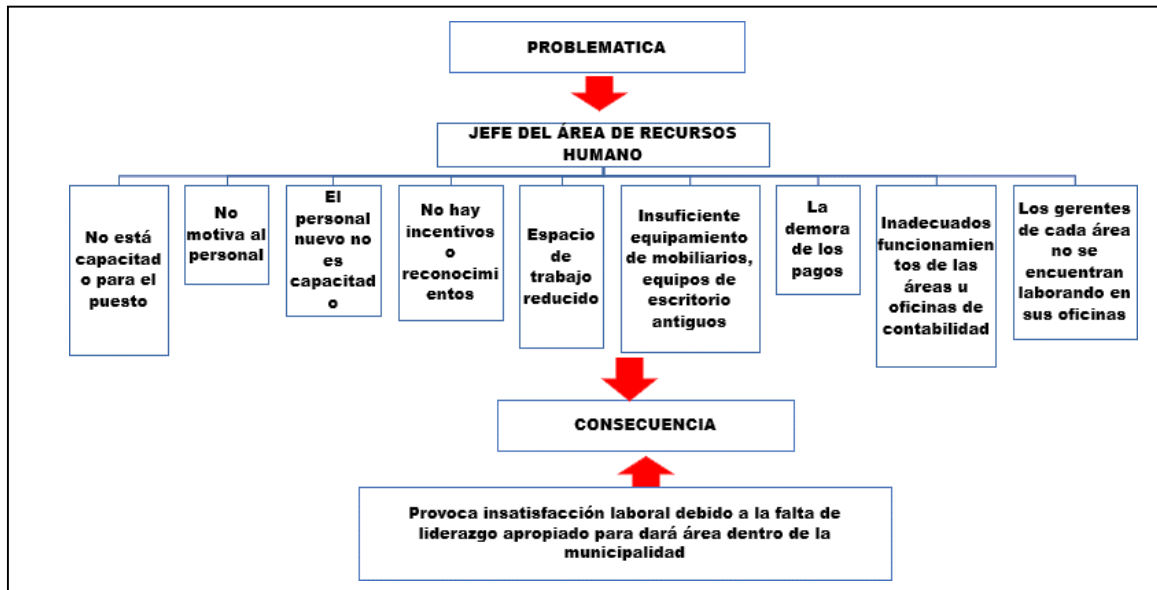 PROBLEMATICA
JEFE DEL ÁREA DE RECURSOS
HUMANO
No está
capacitad
o para el
puesto
No
motiva al
personal
El
personal
nuevo no
es
capacitad
o
No hay
incentivos
o
reconocimi
entos
Espacio
de
trabajo
reducido
Insuficiente
equipamiento
de mobiliarios,
equipos de
escritorio
antiguos
La
demora
de los
pagos
Inadecuados
funcionamien
tos de las
áreas u
oficinas de
contabilidad
Los gerentes
de cada área
no se
encuentran
laborando en
sus oficinas
CONSECUENCIA
Provoca insatisfacción laboral debido a la falta de
liderazgo apropiado para dará área dentro de la
municipalidad